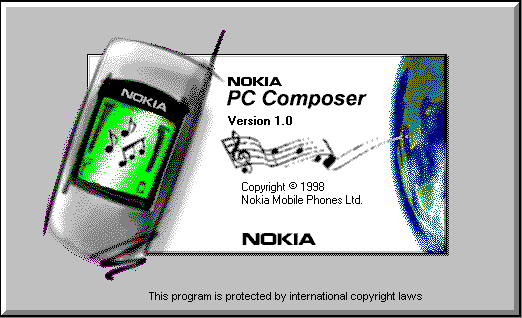 NOKIA
NOKIA
PC Composer
Version 1.0
Copyright © 1998
Nokia Mobile Phones Ltd.
NOKIA
This program is protected by international copyright laws